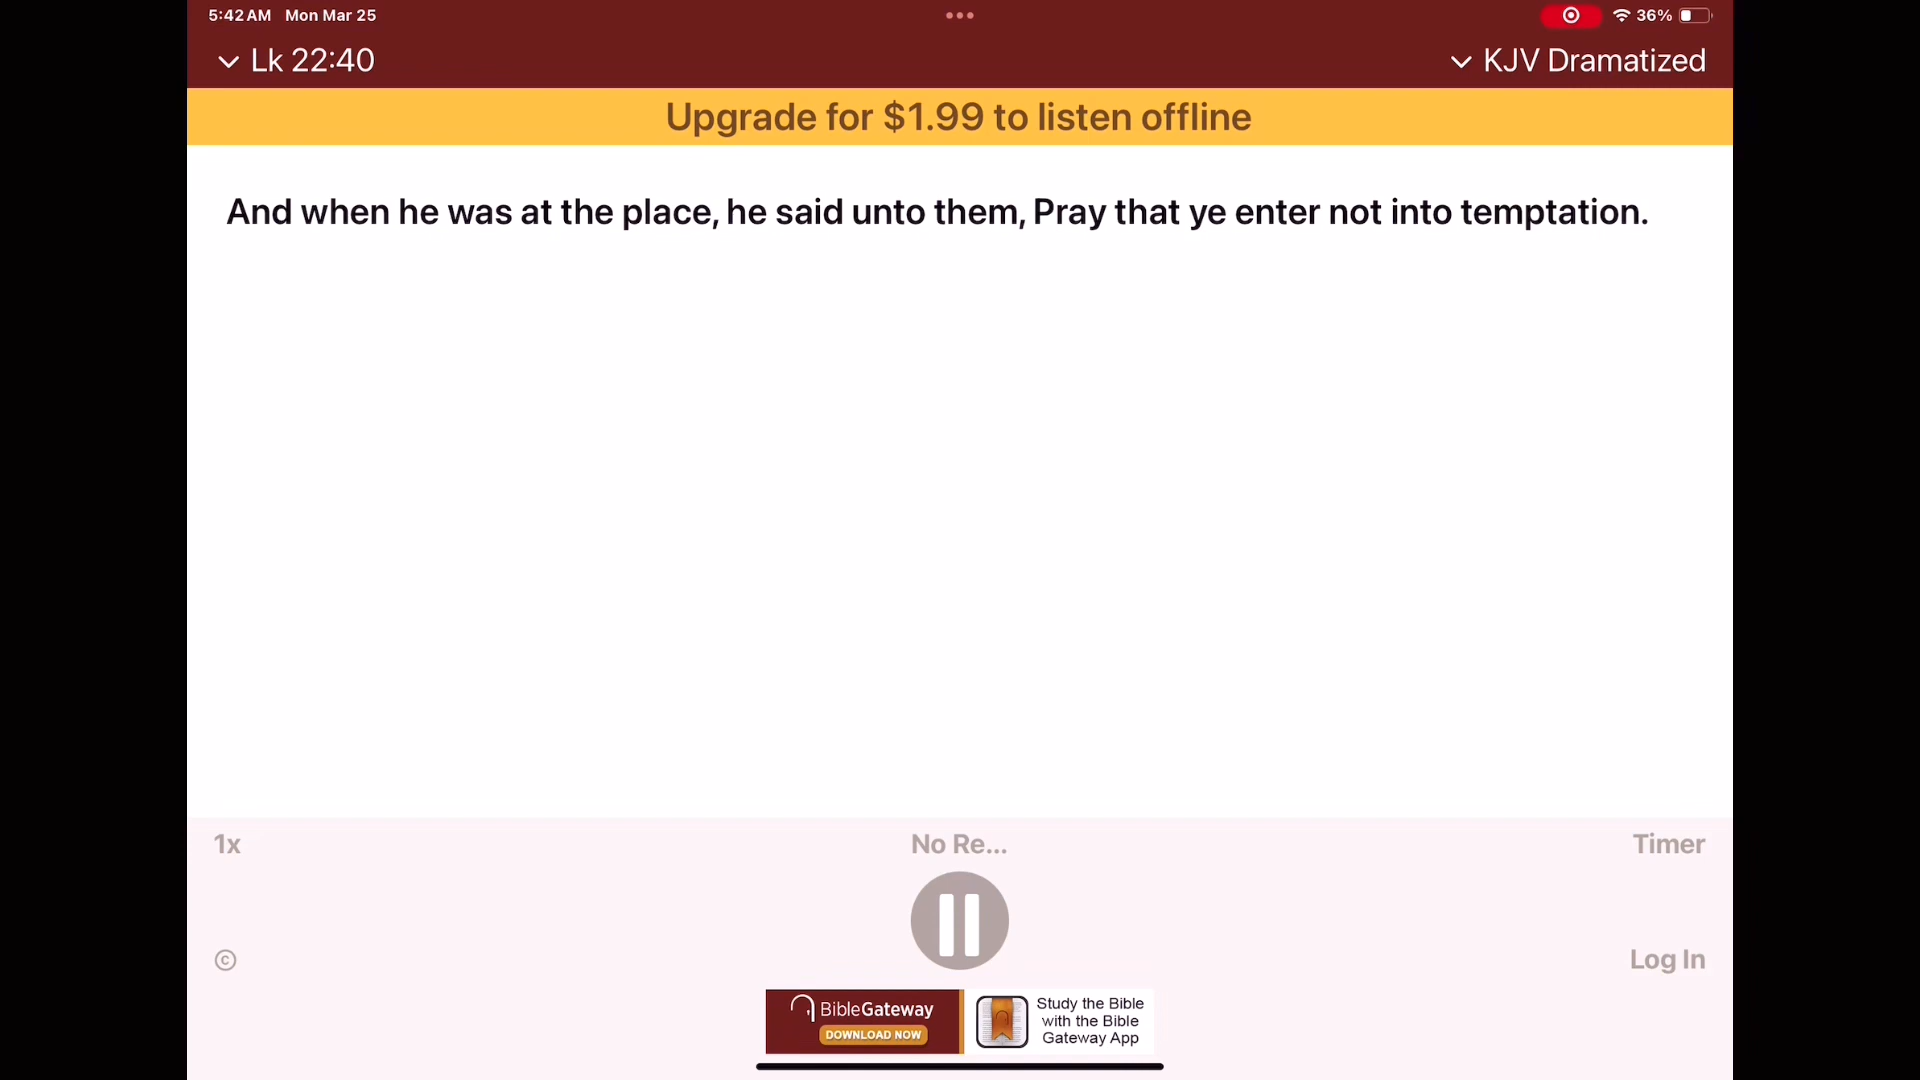 5:42 AM Mon Mar 25
36%
Lk 22:40
KJV Dramatized
Upgrade for $1.99 to listen offline
And when he was at the place, he said unto them, Pray that ye enter not into temptation.
1x
No Re...
Timer
©
Log In
BibleGateway
DOWNLOAD NOW
Study the Bible
with the Bible
Gateway App